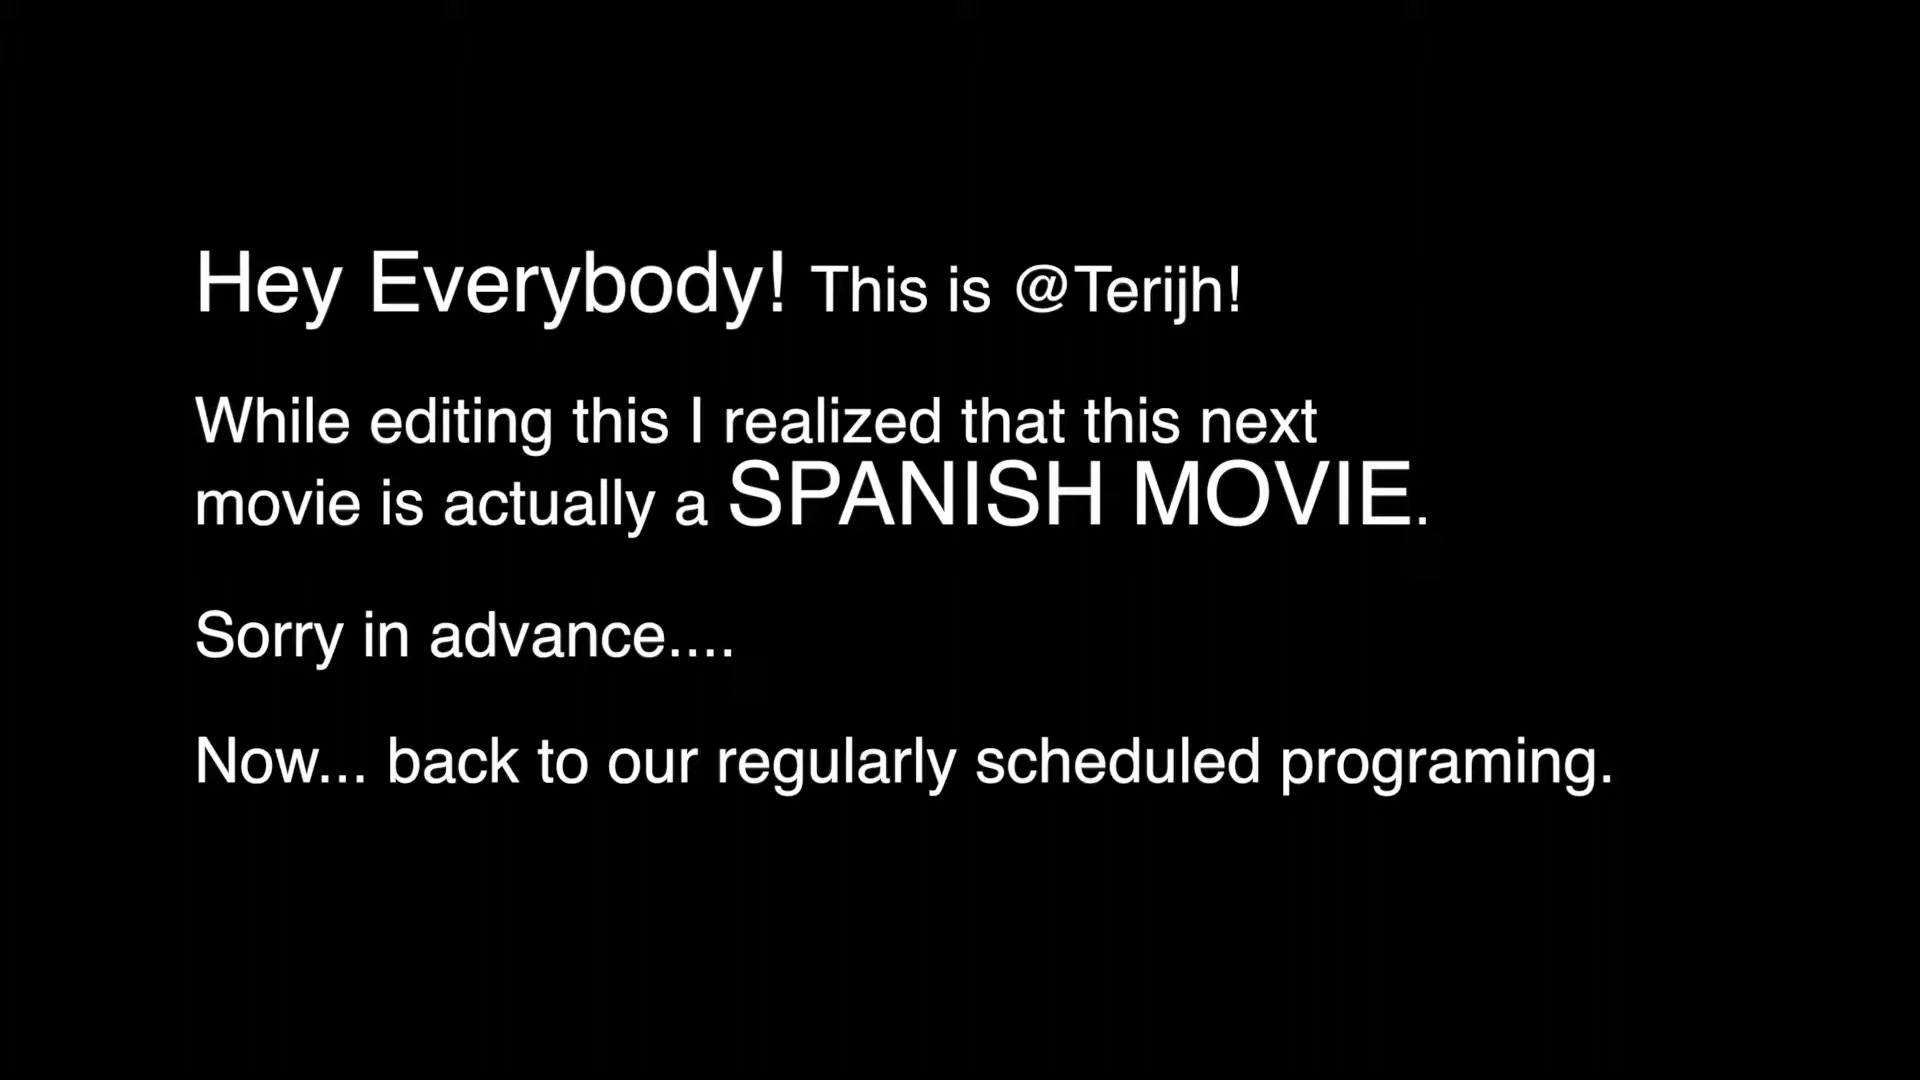 Hey Everybody! This is @Terijh!
While editing this I realized that this next
movie is actually a SPANISH MOVIE.
Sorry in advance....
Now... back to our regularly scheduled programing.